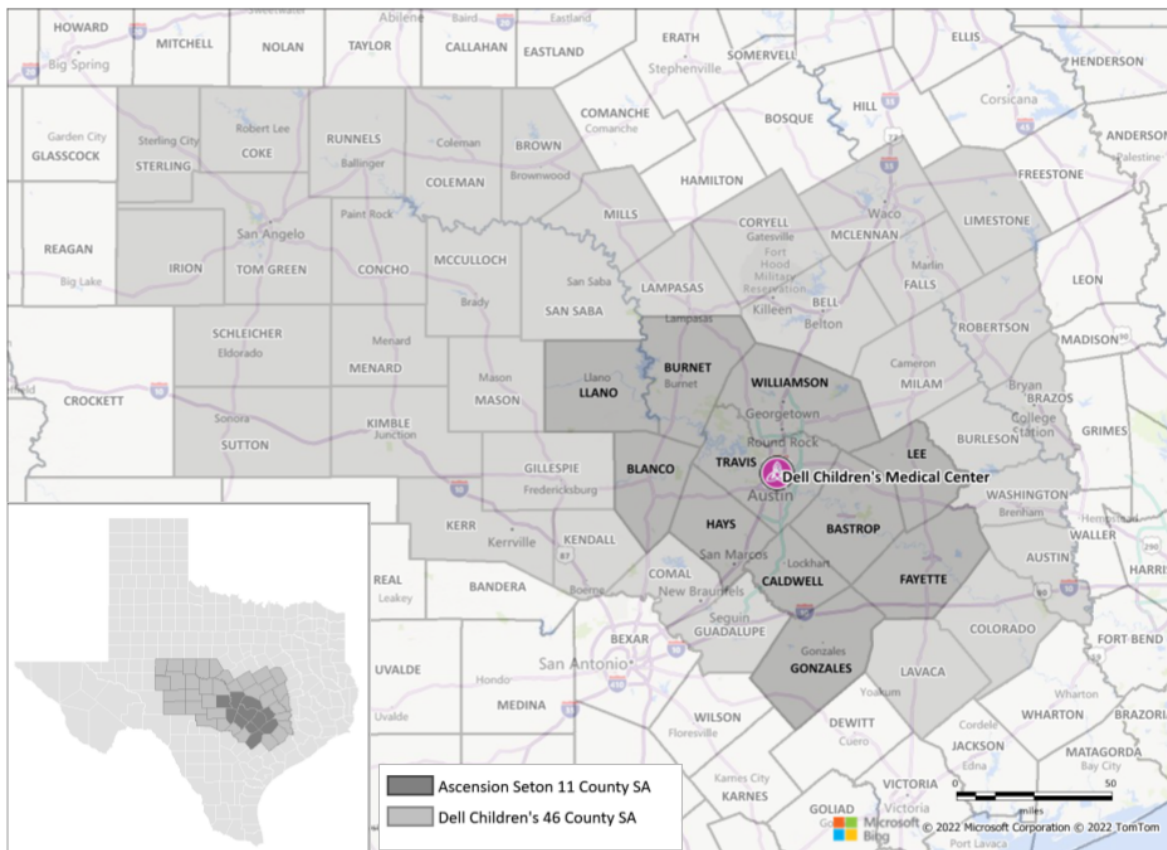 HOWARD
Big Spring
MITCHELL
NOLAN
Sweetwater
TAYLOR
Abilene
CALLAHAN
Baird
EASTLAND
Eastland
ERATH
Stephenville
SOMERVELL
ELLIS
HENDERSON
Corsicana
HILL
BOSQUE
COMANCHE
Comanche
ANDERSON
Palestine
FREESTONE
Garden City
GLASSCOCK
Sterling City
STERLING
Robert Lee
COKE
RUNNELS
Ballinger
Coleman
COLEMAN
BROWN
Brownwood
HAMILTON
MILLS
CORYELL
Gatesville
Fort
Hood
Military
Reservation
Waco
MCLENNAN
LIMESTONE
Marlin
FALLS
LEON
REAGAN
Big Lake
IRION
San Angelo
TOM GREEN
Paint Rock
CONCHO
MCCULLOCH
Brady
San Saba
SAN SABA
LAMPASAS
Lampasas
Killeen
BELL
Belton
ROBERTSON
MADISON
90
CROCKETT
SCHLEICHER
Eldorado
Menard
MENARD
Mason
MASON
Llano
LLANO
BURNET
Burnet
WILLIAMSON
Georgetown
Round Rock
Cameron
MILAM
Bryan
BRAZOS
College
Station
BURLESON
GRIMES
Sonora
SUTTON
KIMBLE
Junction
GILLESPIE
Fredericksburg
BLANCO
TRAVIS
LEE
Dell Children's Medical Center
Austin
WASHINGTON
Brenham
Hempstead
WALLER
290
HARRIS
KERR
Kerrville
KENDALL
87
Boerne
HAYS
San Marcos
BASTROP
Lockhart
CALDWELL
FAYETTE
AUSTIN
90
REAL
Leakey
BANDERA
COMAL
New Braunfels
Seguin
GUADALUPE
COLORADO
FORT BEND
59
BEXAR
San Antonio
Gonzales
GONZALES
LAVACA
Yoakum
UVALDE
Uvalde
Hondo
MEDINA
WILSON
Floresville
DEWITT
Cuero
Wharton
WHARTON
Cordele
JACKSON
Edna
MATAGORDA
Bay City
Karnes City
KARNES
GOLIAD
VICTORIA
Victoria
Port Lavaca
0
50
miles
Ascension Seton 11 County SA
Dell Children's 46 County SA
Microsoft
Bing
© 2022 Microsoft Corporation © 2022 TomTom